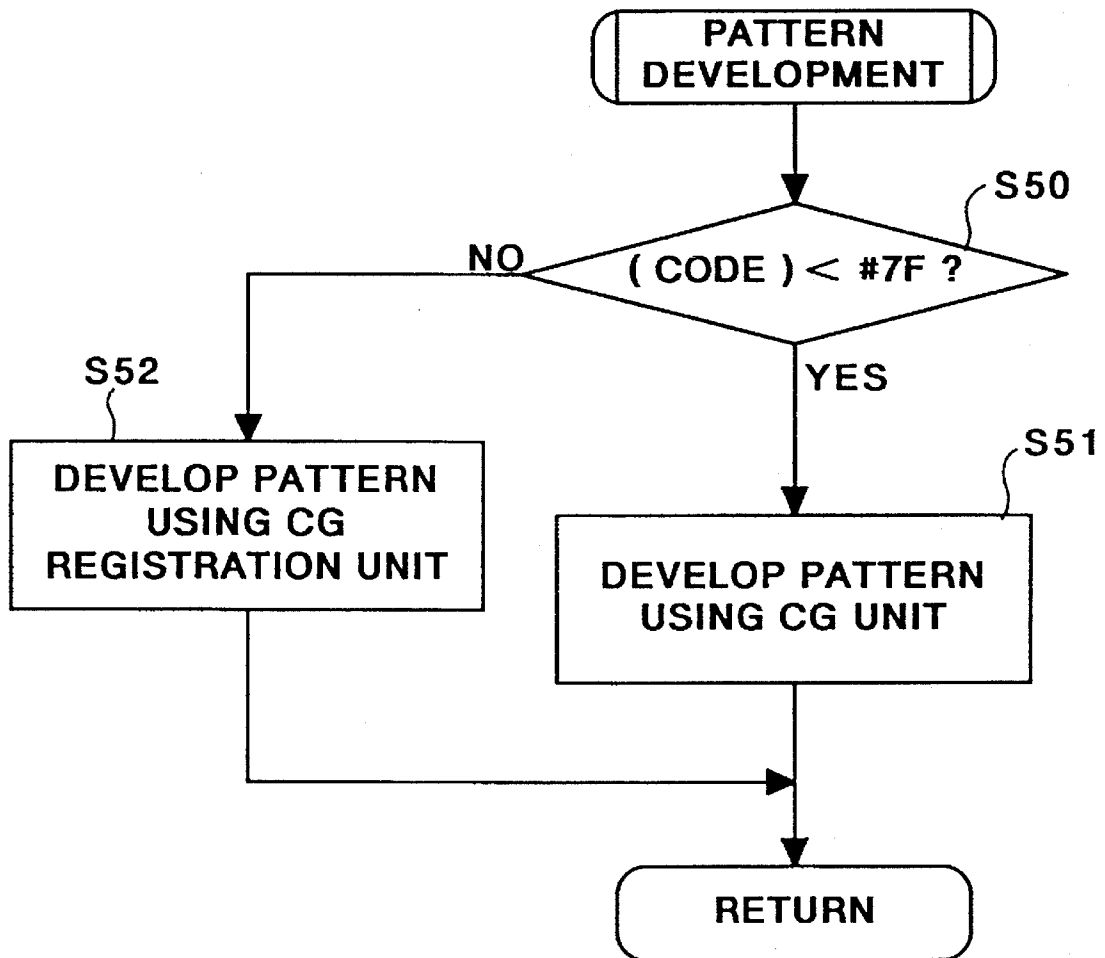 PATTERN
DEVELOPMENT
S50
( CODE ) < #7F ?
NO
YES
S52
DEVELOP PATTERN
USING CG
REGISTRATION UNIT
S51
DEVELOP PATTERN
USING CG UNIT
RETURN